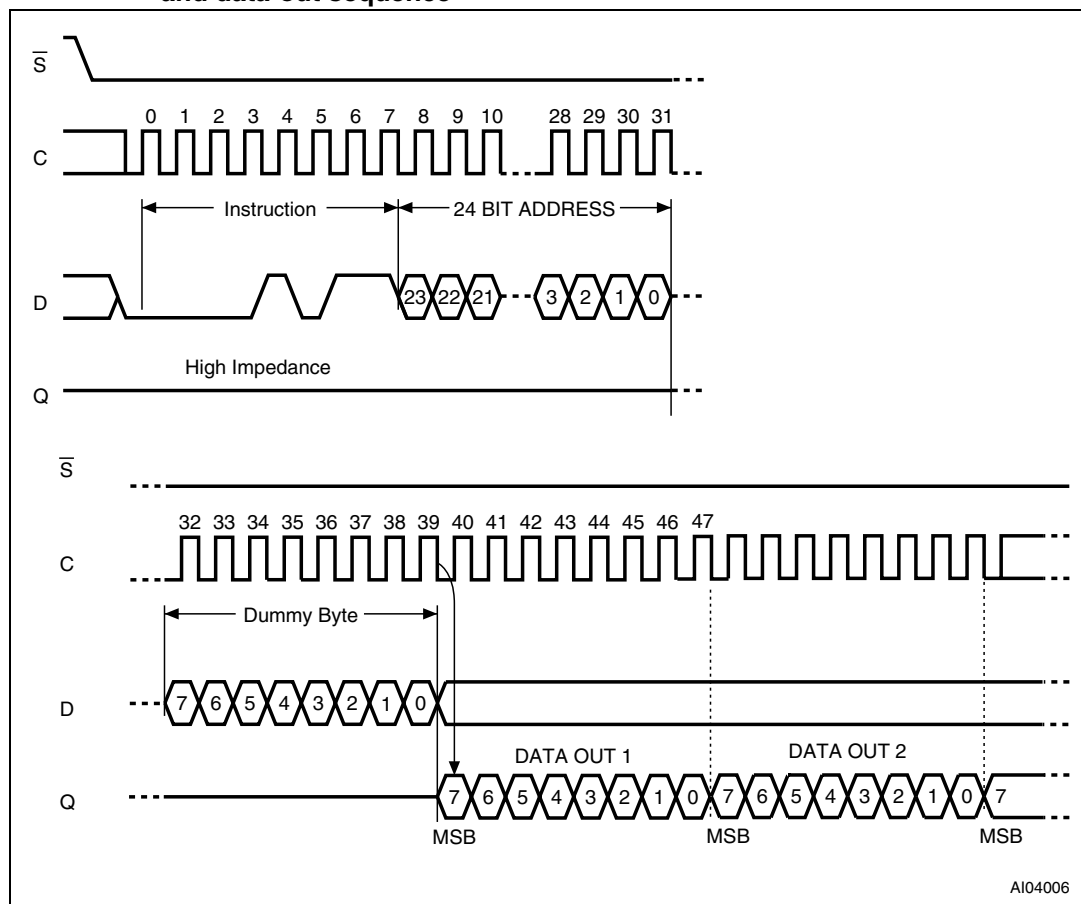 and data-out sequence
S
0 1 2 3 4 5 6 7 8 9 10 28 29 30 31
C
Instruction 24 BIT ADDRESS
D 23 22 21 3 2 1 0
High Impedance
Q
S
32 33 34 35 36 37 38 39 40 41 42 43 44 45 46 47
C
Dummy Byte
D 7 6 5 4 3 2 1 0
DATA OUT 1 DATA OUT 2
Q 7 6 5 4 3 2 1 0 7 6 5 4 3 2 1 0 7
MSB MSB MSB
AI04006